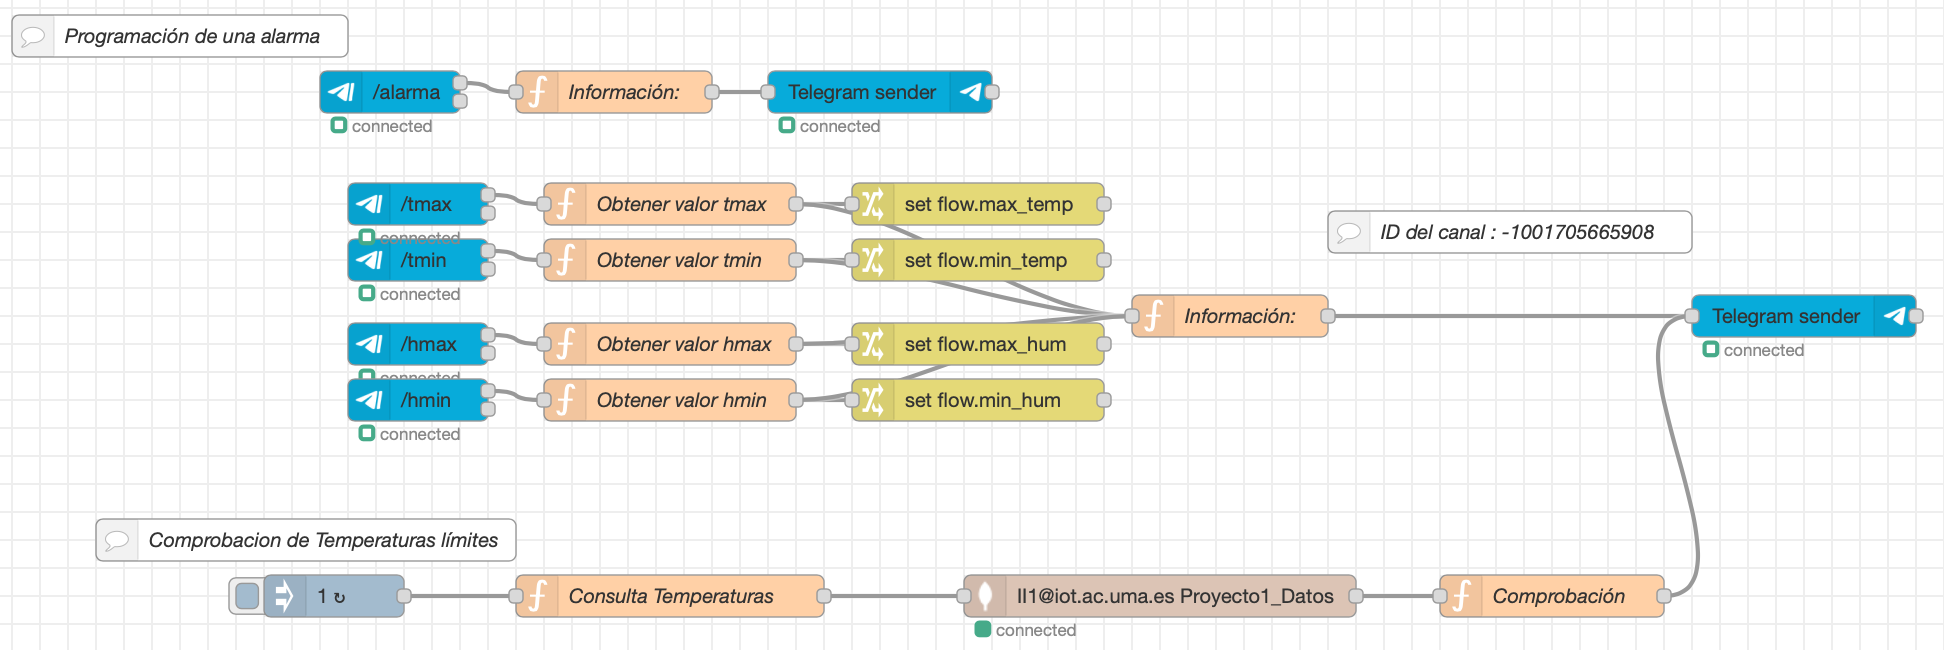 Programación de una alarma
/alarma
Información:
Telegram sender
connected
connected
/tmax
Obtener valor tmax
set flow.max_temp
connected
ID del canal : -1001705665908
/tmin
Obtener valor tmin
set flow.min_temp
connected
Información:
Telegram sender
connected
/hmax
Obtener valor hmax
set flow.max_hum
connected
/hmin
Obtener valor hmin
set flow.min_hum
connected
Comprobacion de Temperaturas límites
1 ↻
Consulta Temperaturas
II1@iot.ac.uma.es Proyecto1_Datos
Comprobación
connected